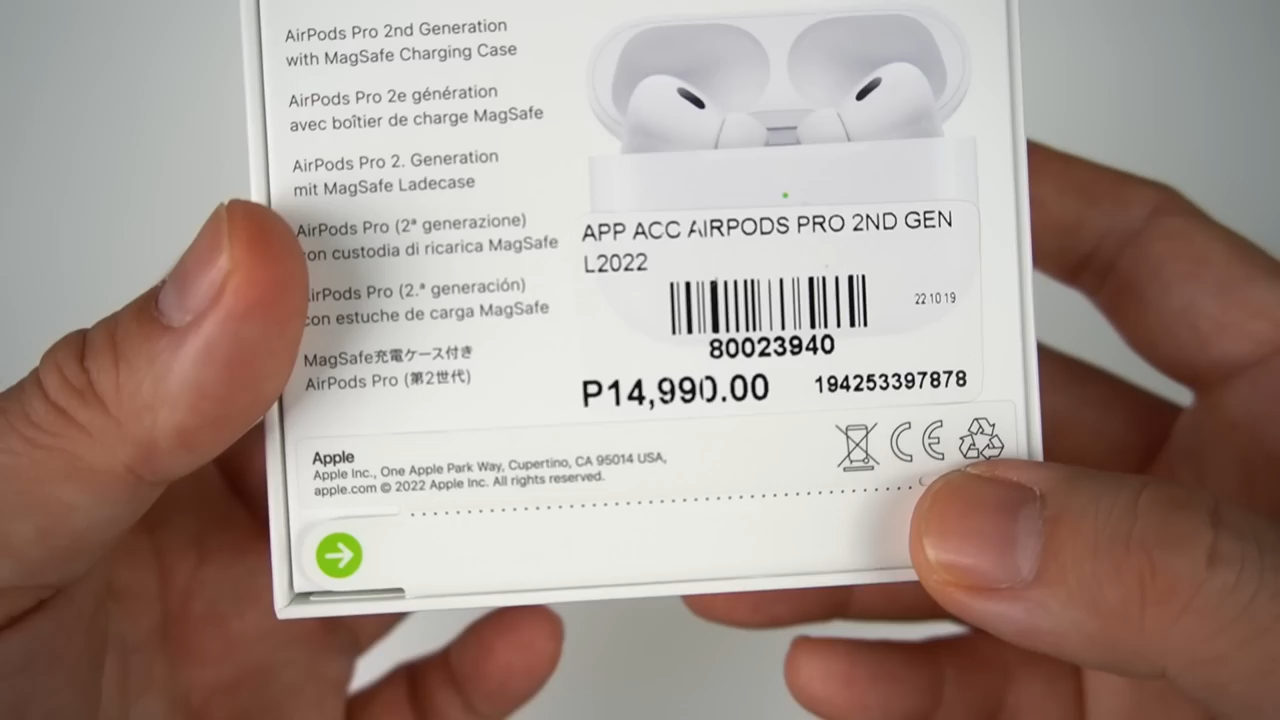 AirPods Pro 2nd Generation
with MagSafe Charging Case
AirPods Pro 2e génération
avec boîtier de charge MagSafe
AirPods Pro 2. Generation
mit MagSafe Ladecase
AirPods Pro (2ª generazione)
con custodia di ricarica MagSafe
AirPods Pro (2.ª generación)
con estuche de carga MagSafe
MagSafe充電ケース付き
AirPods Pro (第2世代)
APP ACC AIRPODS PRO 2ND GEN
L2022
22 10 19
80023940
P14,990.00
194253397878
Apple
Apple Inc., One Apple Park Way, Cupertino, CA 95014 USA,
apple.com © 2022 Apple Inc. All rights reserved.
CE